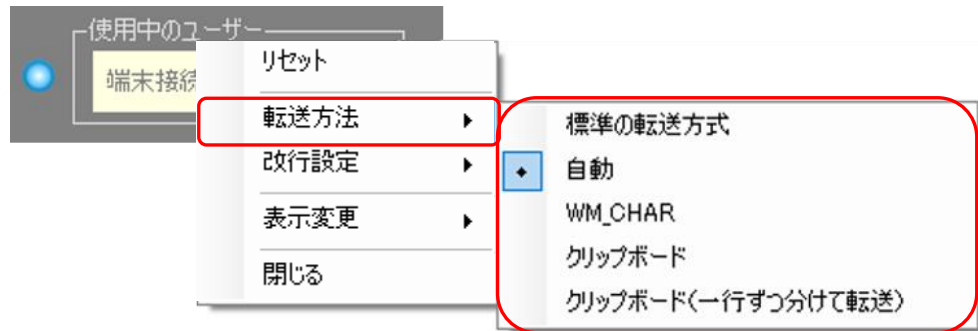 使用中のユーザー
端末接続
リセット
転送方法
改行設定
表示変更
閉じる
標準の転送方式
自動
WM_CHAR
クリップボード
クリップボード(一行ずつ分けて転送)